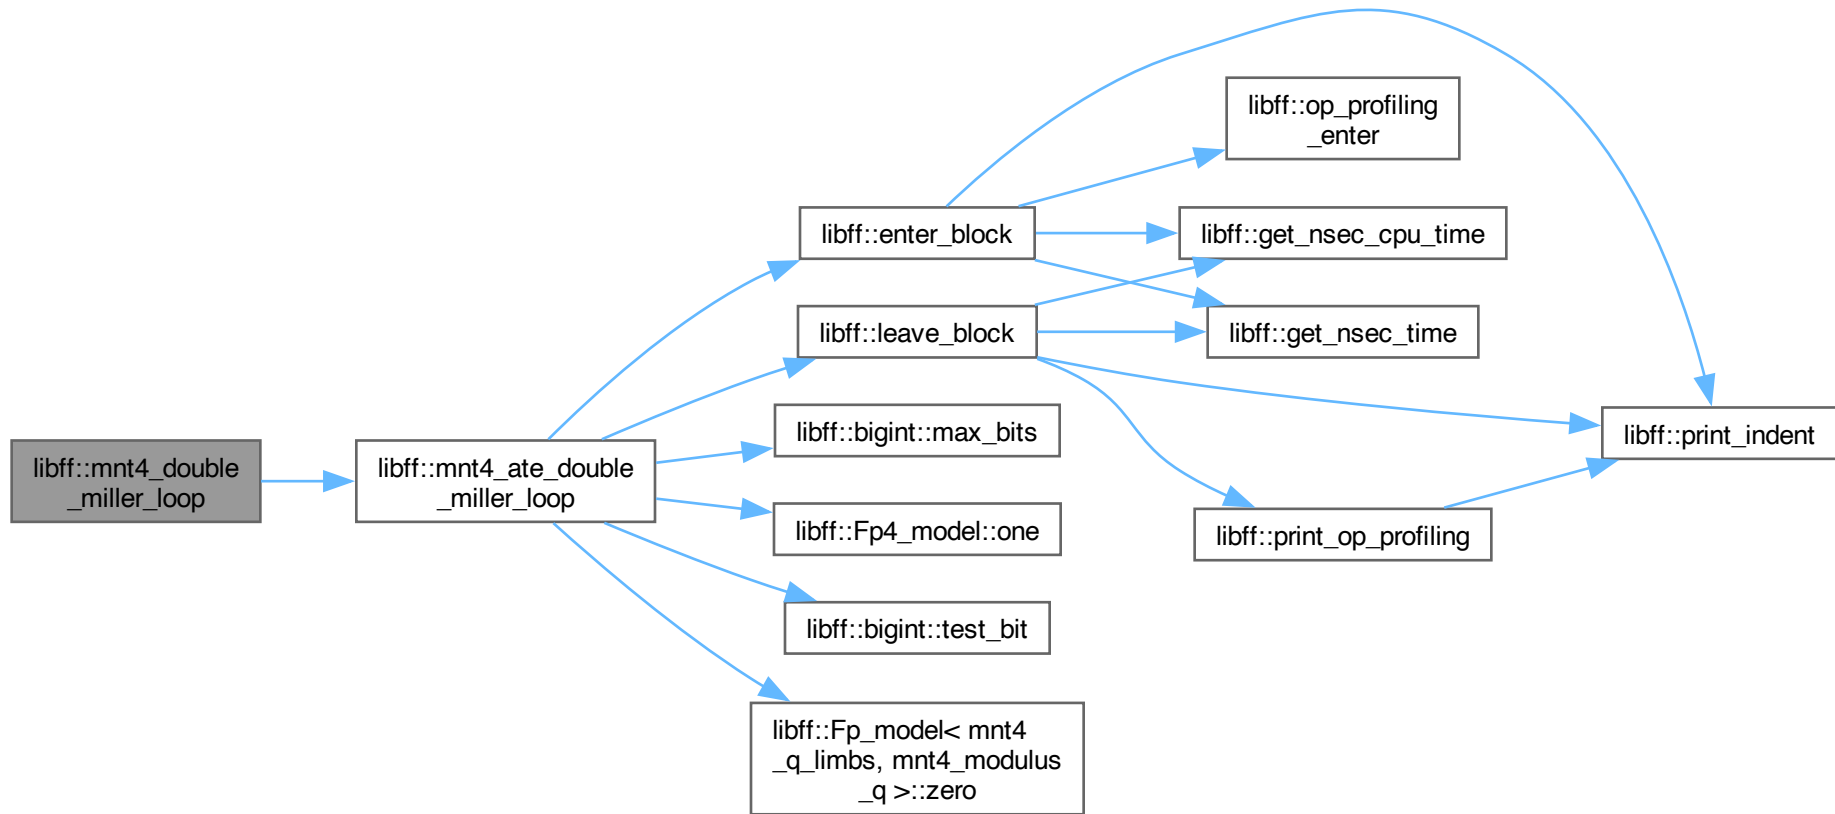 libff::mnt4_double
_miller_loop
libff::mnt4_ate_double
_miller_loop
libff::enter_block
libff::leave_block
libff::bigint::max_bits
libff::Fp4_model::one
libff::bigint::test_bit
libff::Fp_model< mnt4
_q_limbs, mnt4_modulus
_q >::zero
libff::op_profiling
_enter
libff::get_nsec_cpu_time
libff::get_nsec_time
libff::print_op_profiling
libff::print_indent